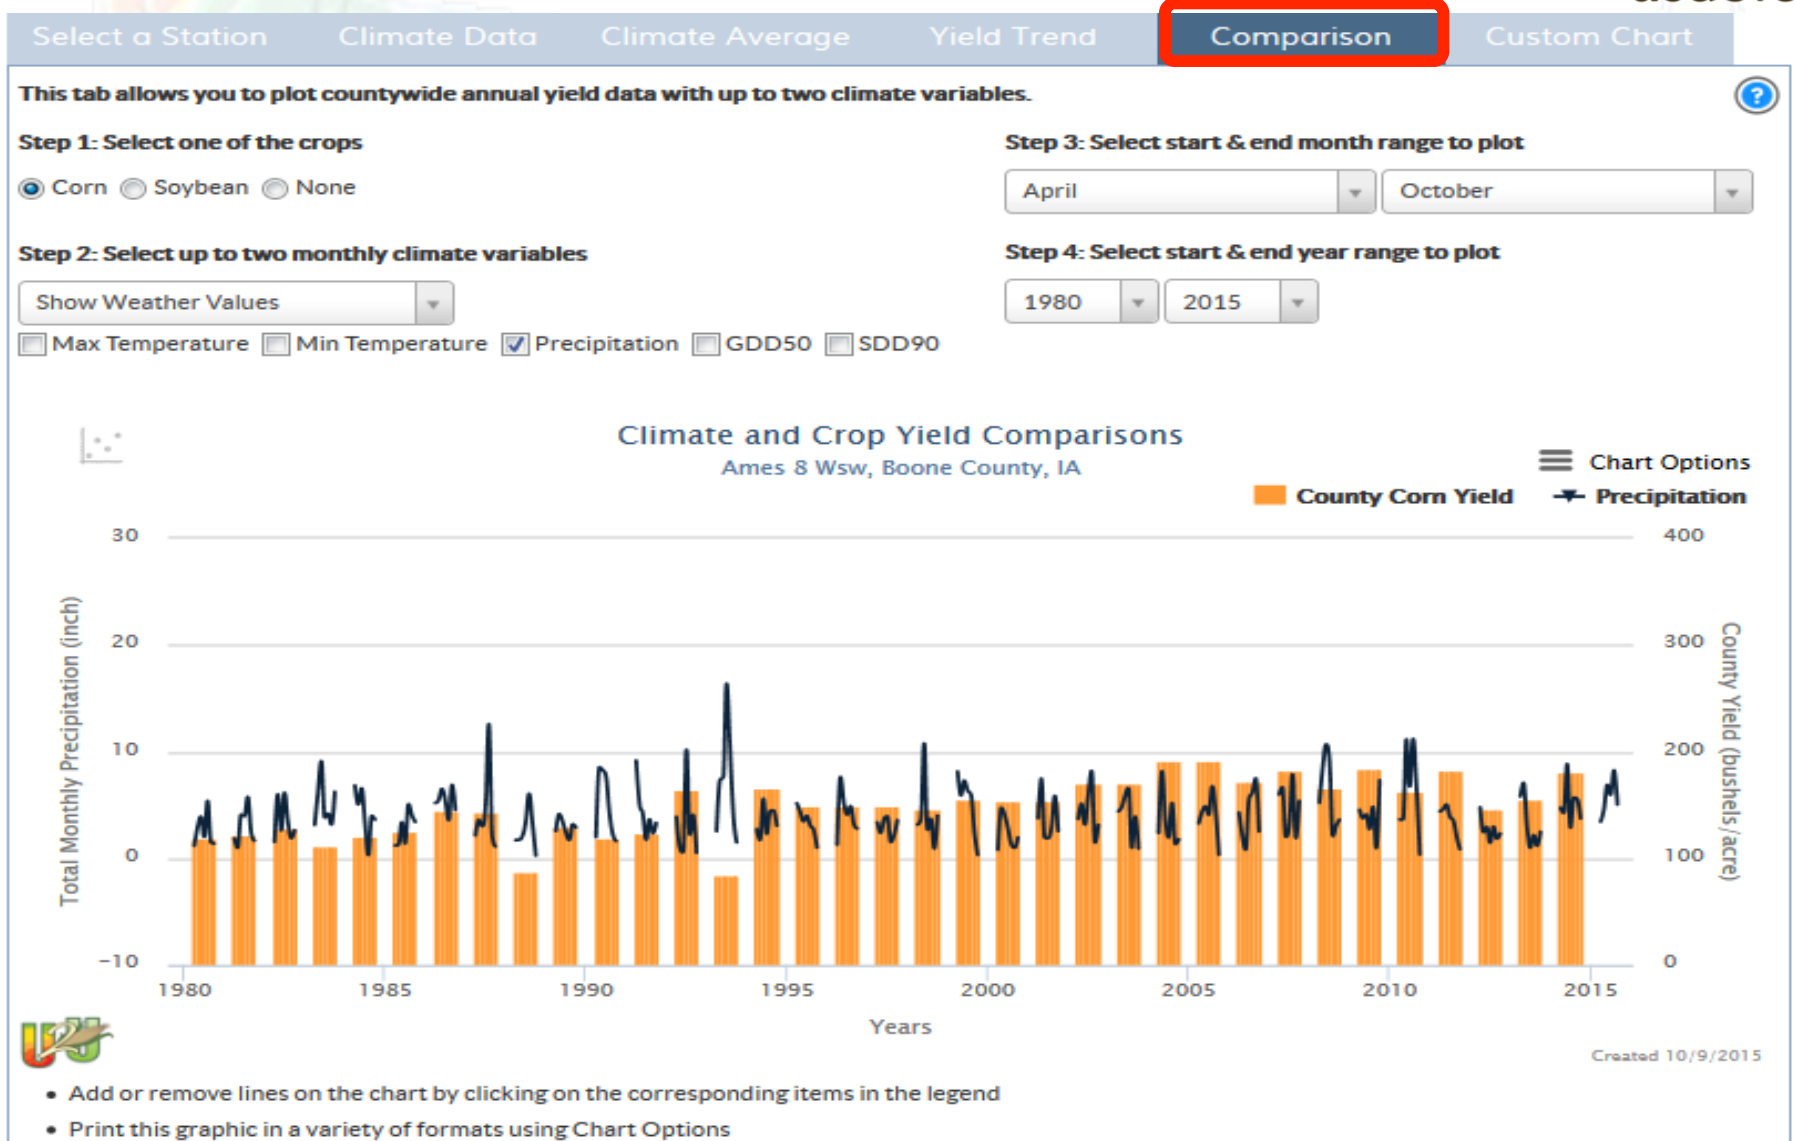 Select a Station Climate Data Climate Average Yield Trend Comparison Custom Chart
This tab allows you to plot countywide annual yield data with up to two climate variables.
?
Step 1: Select one of the crops
Corn Soybean None
Step 2: Select up to two monthly climate variables
Show Weather Values
Max Temperature Min Temperature Precipitation GDD50 SDD90
Step 3: Select start & end month range to plot
April October
Step 4: Select start & end year range to plot
1980 2015
Climate and Crop Yield Comparisons
Ames 8 Wsw, Boone County, IA
Chart Options
County Corn Yield Precipitation
30 400
20 300
10 200
0 100
-10 0
Total Monthly Precipitation (inch)
County Yield (bushels/acre)
1980 1985 1990 1995 2000 2005 2010 2015
Years
U2U
Created 10/9/2015
• Add or remove lines on the chart by clicking on the corresponding items in the legend
• Print this graphic in a variety of formats using Chart Options